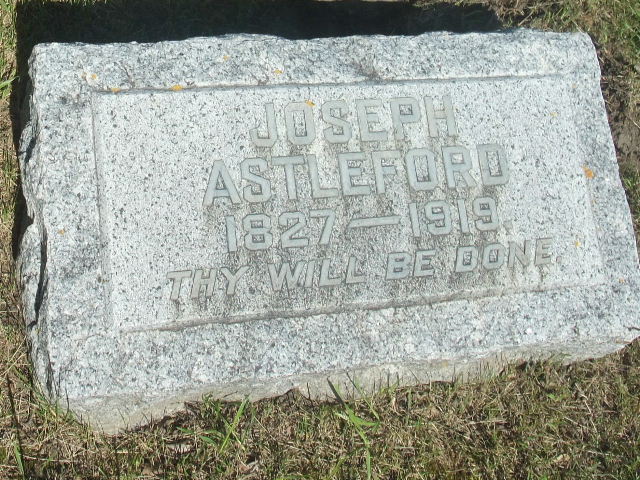 JOSEPH
ASTLEFORD
1827—1919.
THY WILL BE DONE.